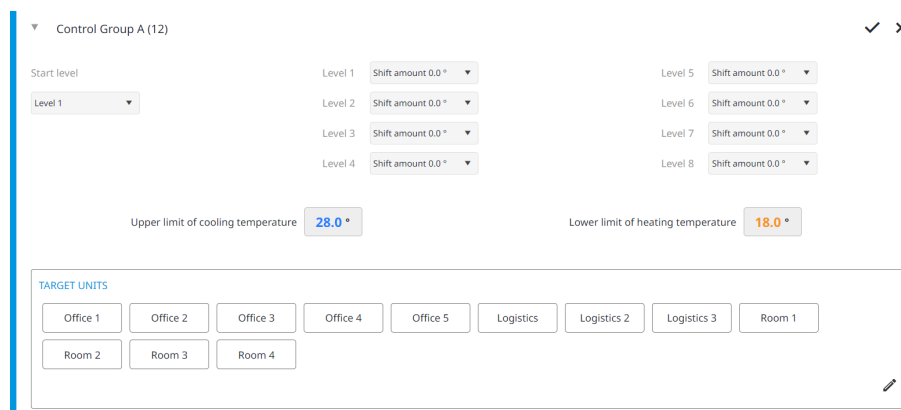 Control Group A (12)
Start level
Level 1
Level 1 Shift amount 0.0 °
Level 2 Shift amount 0.0 °
Level 3 Shift amount 0.0 °
Level 4 Shift amount 0.0 °
Level 5 Shift amount 0.0 °
Level 6 Shift amount 0.0 °
Level 7 Shift amount 0.0 °
Level 8 Shift amount 0.0 °
Upper limit of cooling temperature 28.0 °
Lower limit of heating temperature 18.0 °
TARGET UNITS
Office 1 Office 2 Office 3 Office 4 Office 5 Logistics Logistics 2 Logistics 3 Room 1
Room 2 Room 3 Room 4